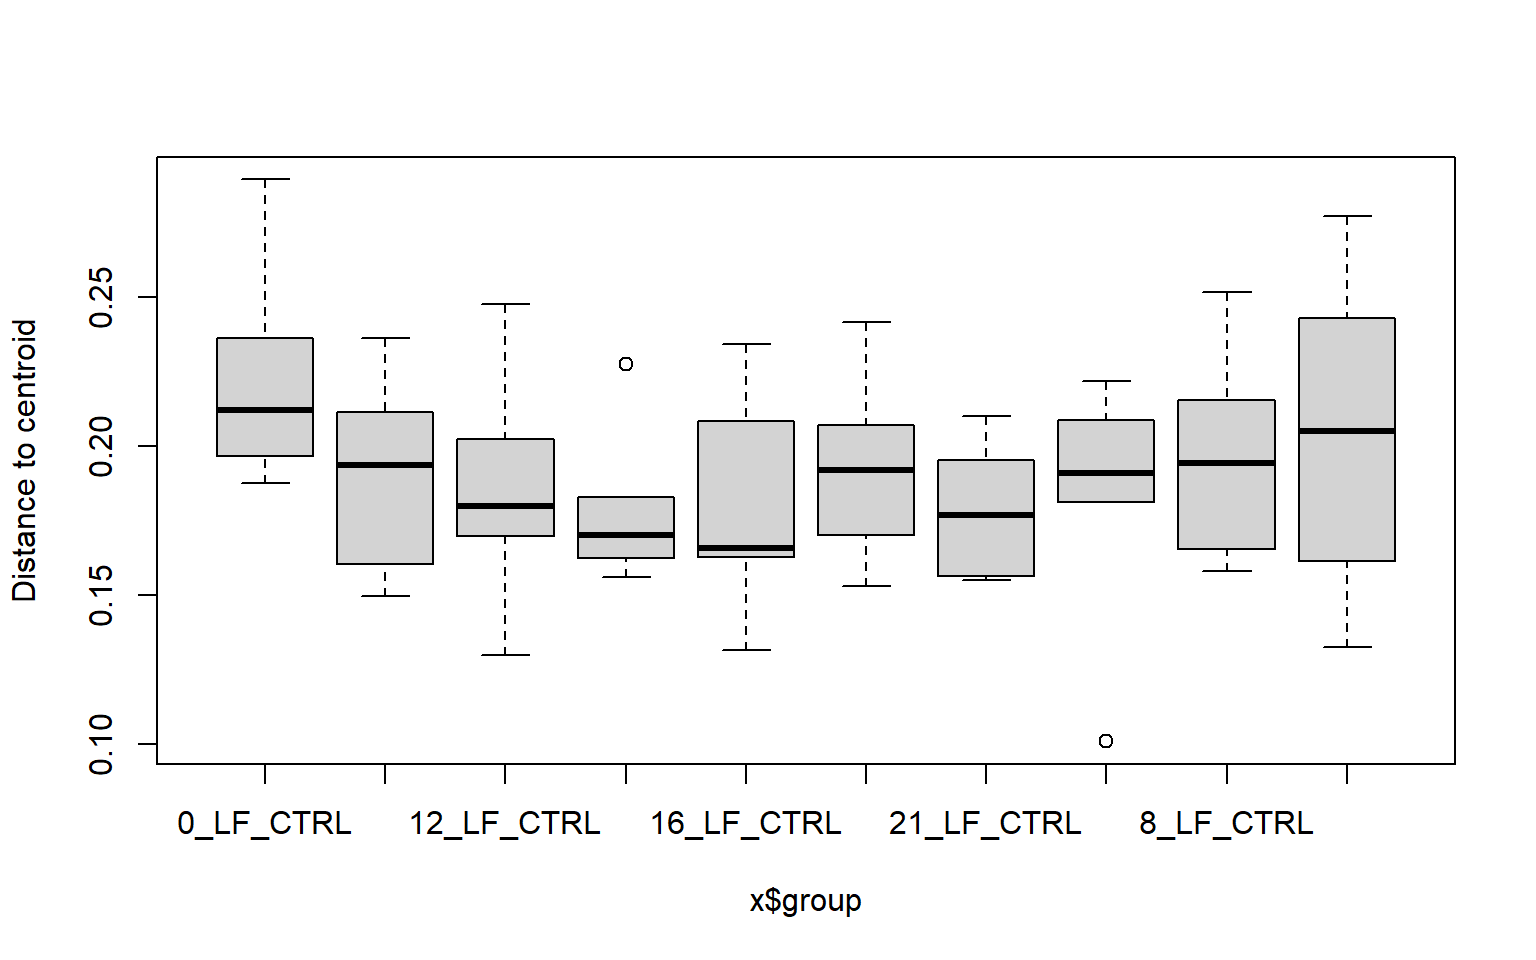 Distance to centroid
0.25
0.20
0.15
0.10
0_LF_CTRL 12_LF_CTRL 16_LF_CTRL 21_LF_CTRL 8_LF_CTRL
x$group